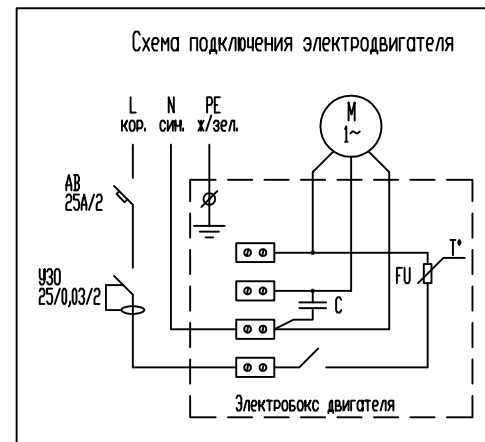 Схема подключения электродвигателя
L N PE
кор. син. ж/зел.
M
1~
АВ
25А/2
УЗО
25/0,03/2
T°
FU
C
Электробокс двигателя